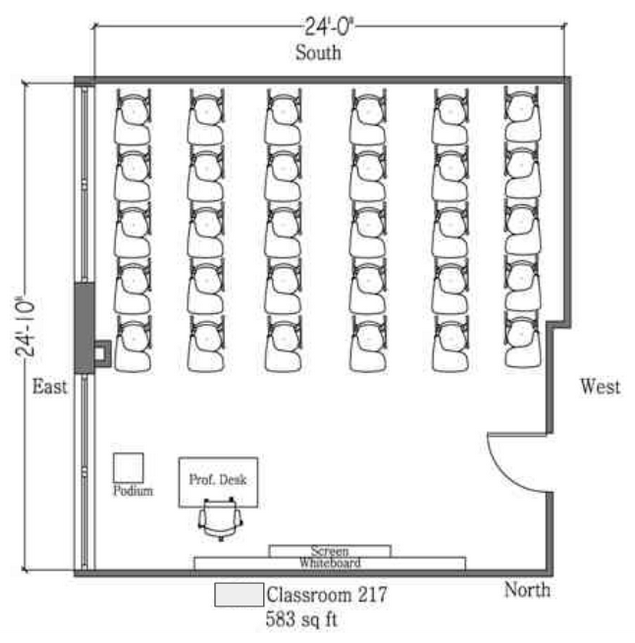 24'-0"
South
24'-10"
East
West
Prof. Desk
Podium
Screen
Whiteboard
North
Classroom 217
583 sq ft